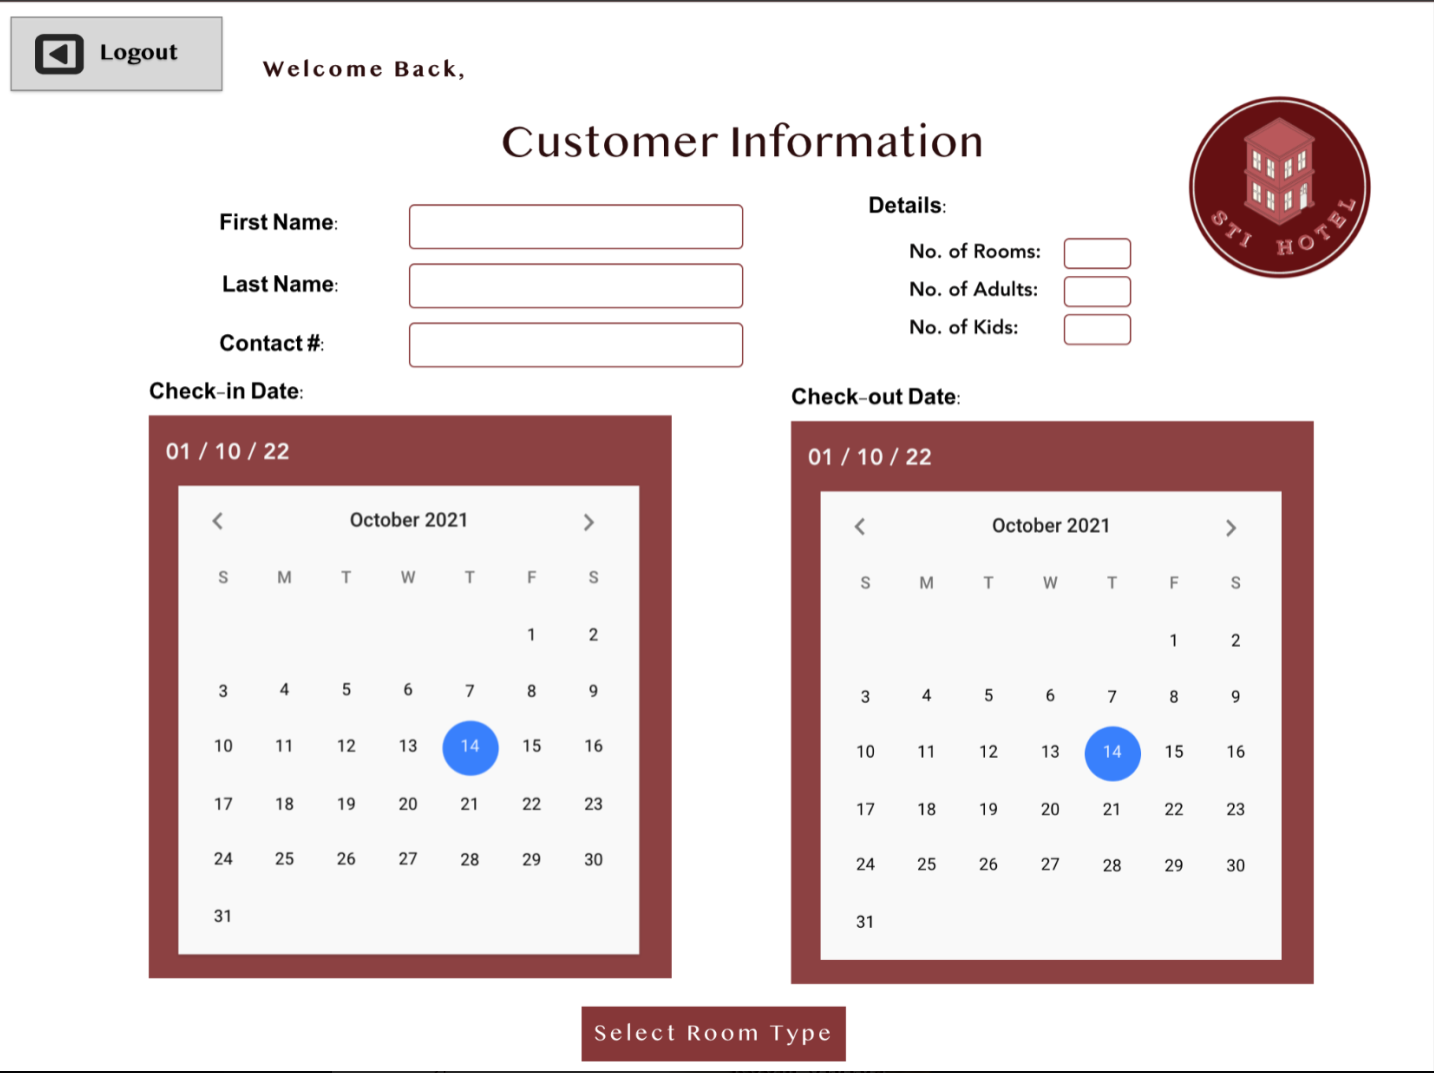 Logout
Welcome Back,
Customer Information
STI HOTEL
First Name:
Last Name:
Contact #:
Details:
No. of Rooms:
No. of Adults:
No. of Kids:
Check-in Date:
01 / 10 / 22
October 2021
S M T W T F S
1 2
3 4 5 6 7 8 9
10 11 12 13 14 15 16
17 18 19 20 21 22 23
24 25 26 27 28 29 30
31
Check-out Date:
01 / 10 / 22
October 2021
S M T W T F S
1 2
3 4 5 6 7 8 9
10 11 12 13 14 15 16
17 18 19 20 21 22 23
24 25 26 27 28 29 30
31
Select Room Type